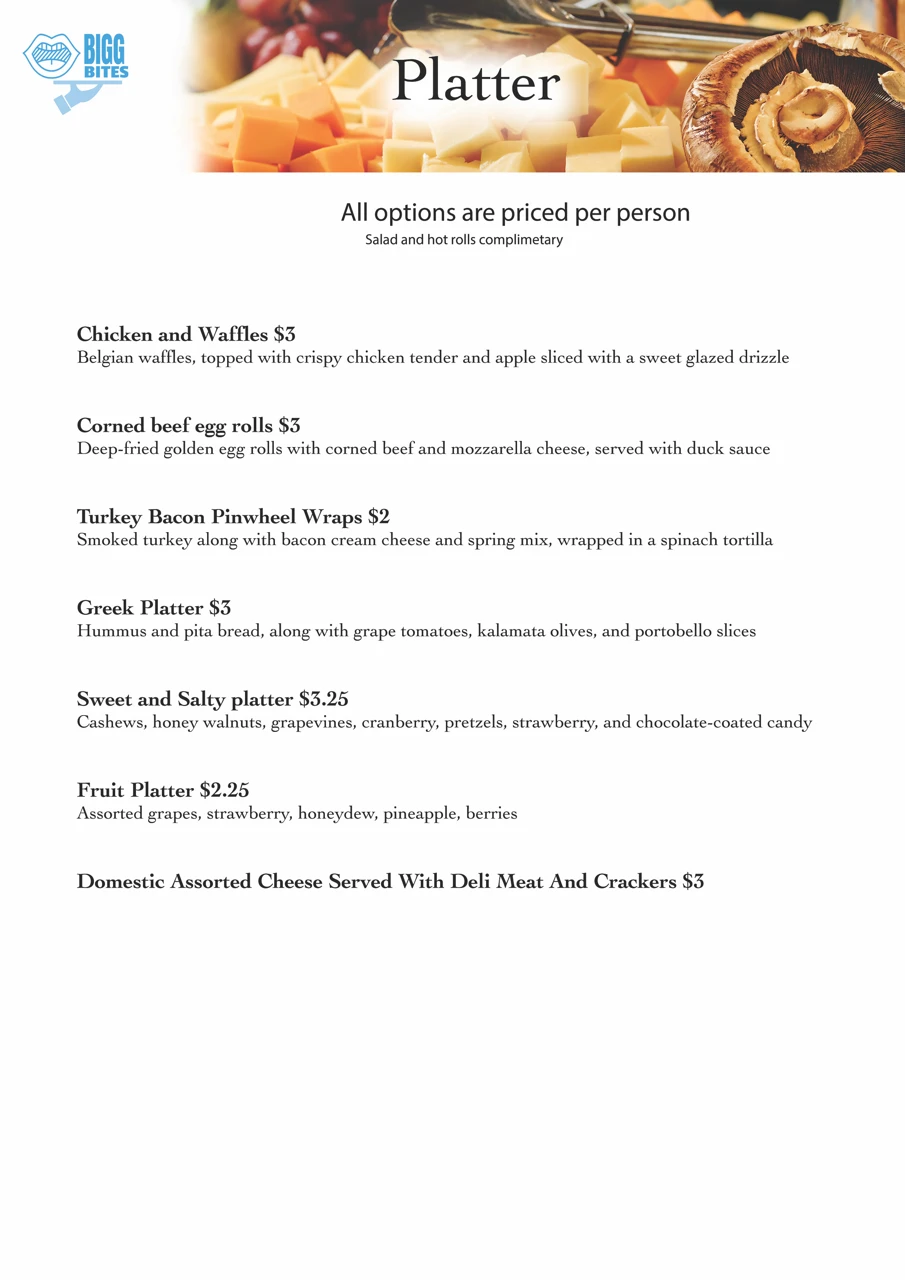 BIGG
BITES
Platter
All options are priced per person
Salad and hot rolls complimetary
Chicken and Waffles $3
Belgian waffles, topped with crispy chicken tender and apple sliced with a sweet glazed drizzle
Corned beef egg rolls $3
Deep-fried golden egg rolls with corned beef and mozzarella cheese, served with duck sauce
Turkey Bacon Pinwheel Wraps $2
Smoked turkey along with bacon cream cheese and spring mix, wrapped in a spinach tortilla
Greek Platter $3
Hummus and pita bread, along with grape tomatoes, kalamata olives, and portobello slices
Sweet and Salty platter $3.25
Cashews, honey walnuts, grapevines, cranberry, pretzels, strawberry, and chocolate-coated candy
Fruit Platter $2.25
Assorted grapes, strawberry, honeydew, pineapple, berries
Domestic Assorted Cheese Served With Deli Meat And Crackers $3